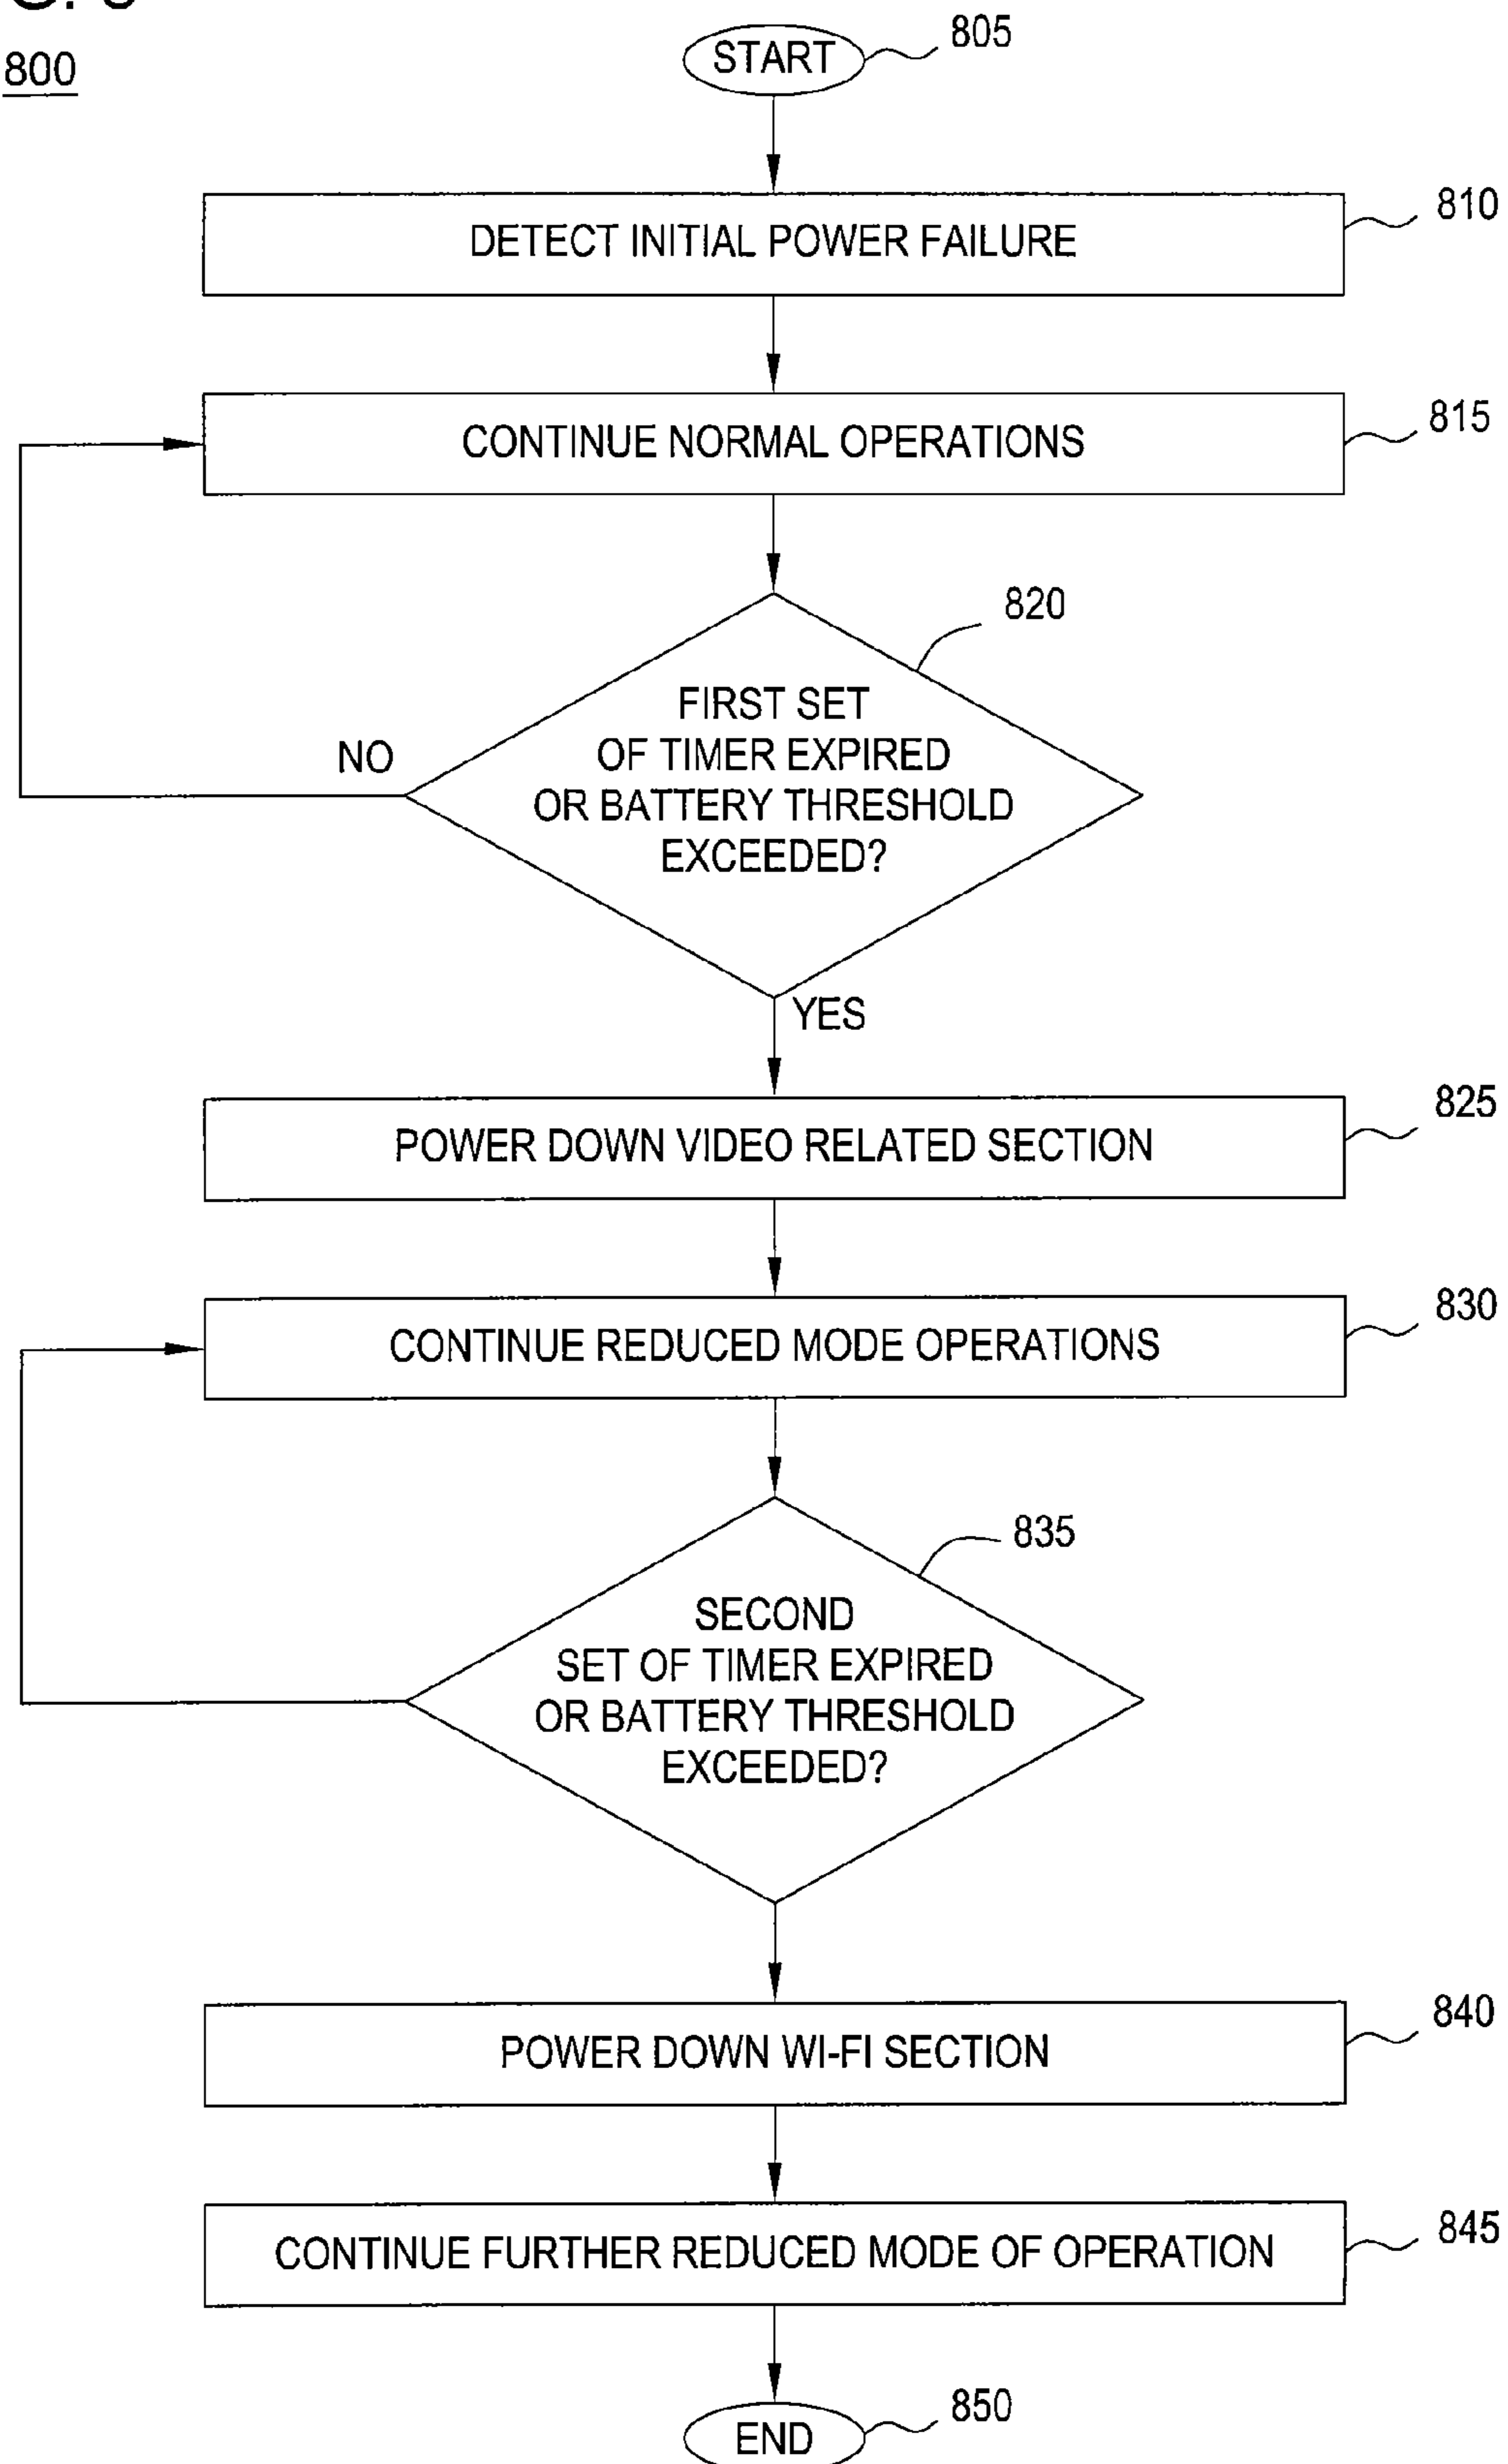 800
START
805
DETECT INITIAL POWER FAILURE
810
CONTINUE NORMAL OPERATIONS
815
820
FIRST SET
OF TIMER EXPIRED
OR BATTERY THRESHOLD
EXCEEDED?
NO
YES
POWER DOWN VIDEO RELATED SECTION
825
CONTINUE REDUCED MODE OPERATIONS
830
835
SECOND
SET OF TIMER EXPIRED
OR BATTERY THRESHOLD
EXCEEDED?
POWER DOWN WI-FI SECTION
840
CONTINUE FURTHER REDUCED MODE OF OPERATION
845
END
850